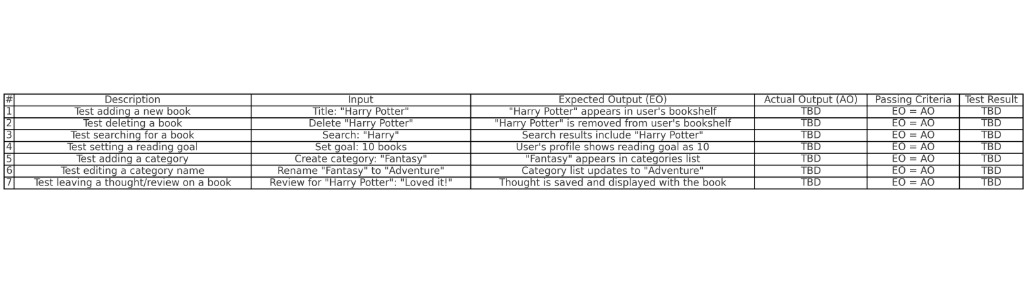 # Description Input Expected Output (EO) Actual Output (AO) Passing Criteria Test Result
1 Test adding a new book Title: "Harry Potter" "Harry Potter" appears in user's bookshelf TBD EO = AO TBD
2 Test deleting a book Delete "Harry Potter" "Harry Potter" is removed from user's bookshelf TBD EO = AO TBD
3 Test searching for a book Search: "Harry" Search results include "Harry Potter" TBD EO = AO TBD
4 Test setting a reading goal Set goal: 10 books User's profile shows reading goal as 10 TBD EO = AO TBD
5 Test adding a category Create category: "Fantasy" "Fantasy" appears in categories list TBD EO = AO TBD
6 Test editing a category name Rename "Fantasy" to "Adventure" Category list updates to "Adventure" TBD EO = AO TBD
7 Test leaving a thought/review on a book Review for "Harry Potter": "Loved it!" Thought is saved and displayed with the book TBD EO = AO TBD